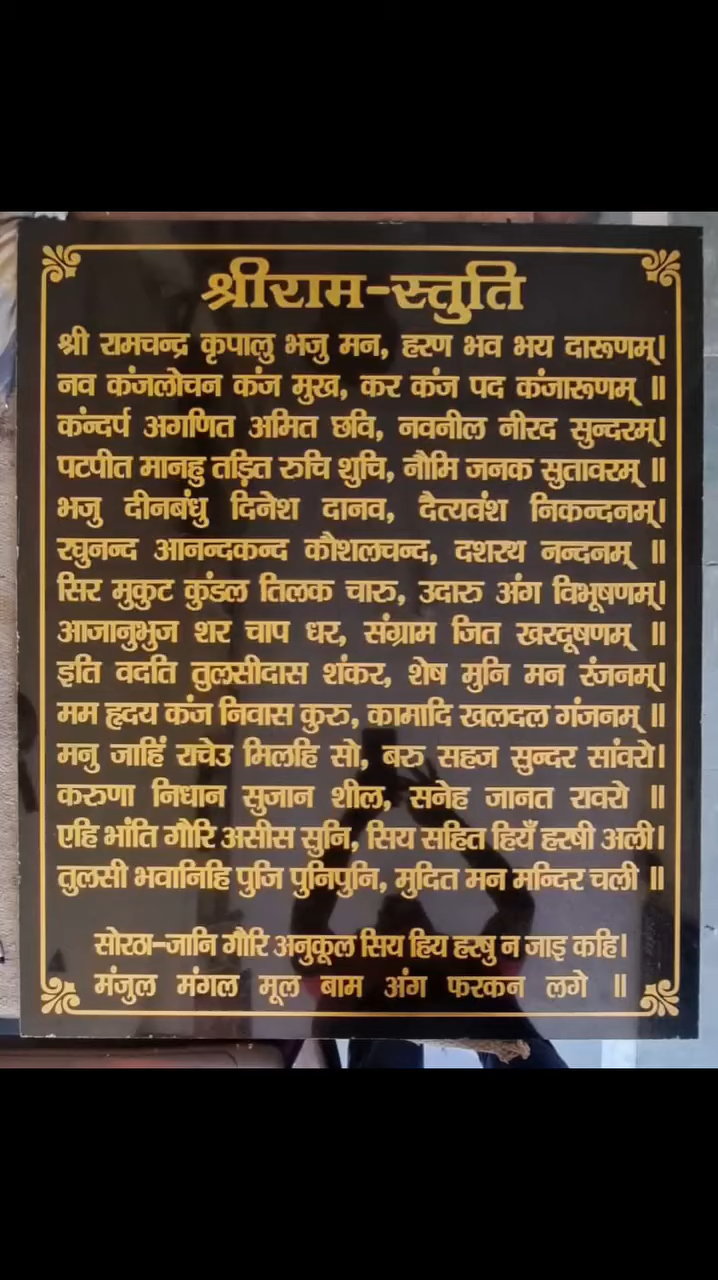 श्रीराम-स्तुति
श्री रामचन्द्र कृपालु भजु मन, हरण भव भय दारूणम्।
नव कंजलोचन कंज मुख, कर कंज पद कंजारूणम् ॥
कंन्दर्प अगणित अमित छवि, नवनील नीरद सुन्दरम्।
पटपीत मानहु तड़ित रुचि शुचि, नौमि जनक सुतावरम् ॥
भजु दीनबंधु दिनेश दानव, दैत्यवंश निकन्दनम्।
रघुनन्द आनन्दकन्द कौशलचन्द, दशरथ नन्दनम् ॥
सिर मुकुट कुंडल तिलक चारु, उदारु अंग विभूषणम्।
आजानुभुज शर चाप धर, संग्राम जित खरदूषणम् ॥
इति वदति तुलसीदास शंकर, शेष मुनि मन रंजनम्।
मम हृदय कंज निवास कुरु, कामादि खलदल गंजनम् ॥
मनु जाहिं राचेउ मिलहि सो, बरु सहज सुन्दर सांवरो।
करुणा निधान सुजान शील, सनेह जानत रावरो ॥
एहि भांति गौरि असीस सुनि, सिय सहित हियँ हरषी अली।
तुलसी भवानिहि पुजि पुनिपुनि, मुदित मन मन्दिर चली ॥
सोरठा-जानि गौरि अनुकूल सिय हिय हरषु न जाइ कहि।
मंजुल मंगल मूल बाम अंग फरकन लगे ॥